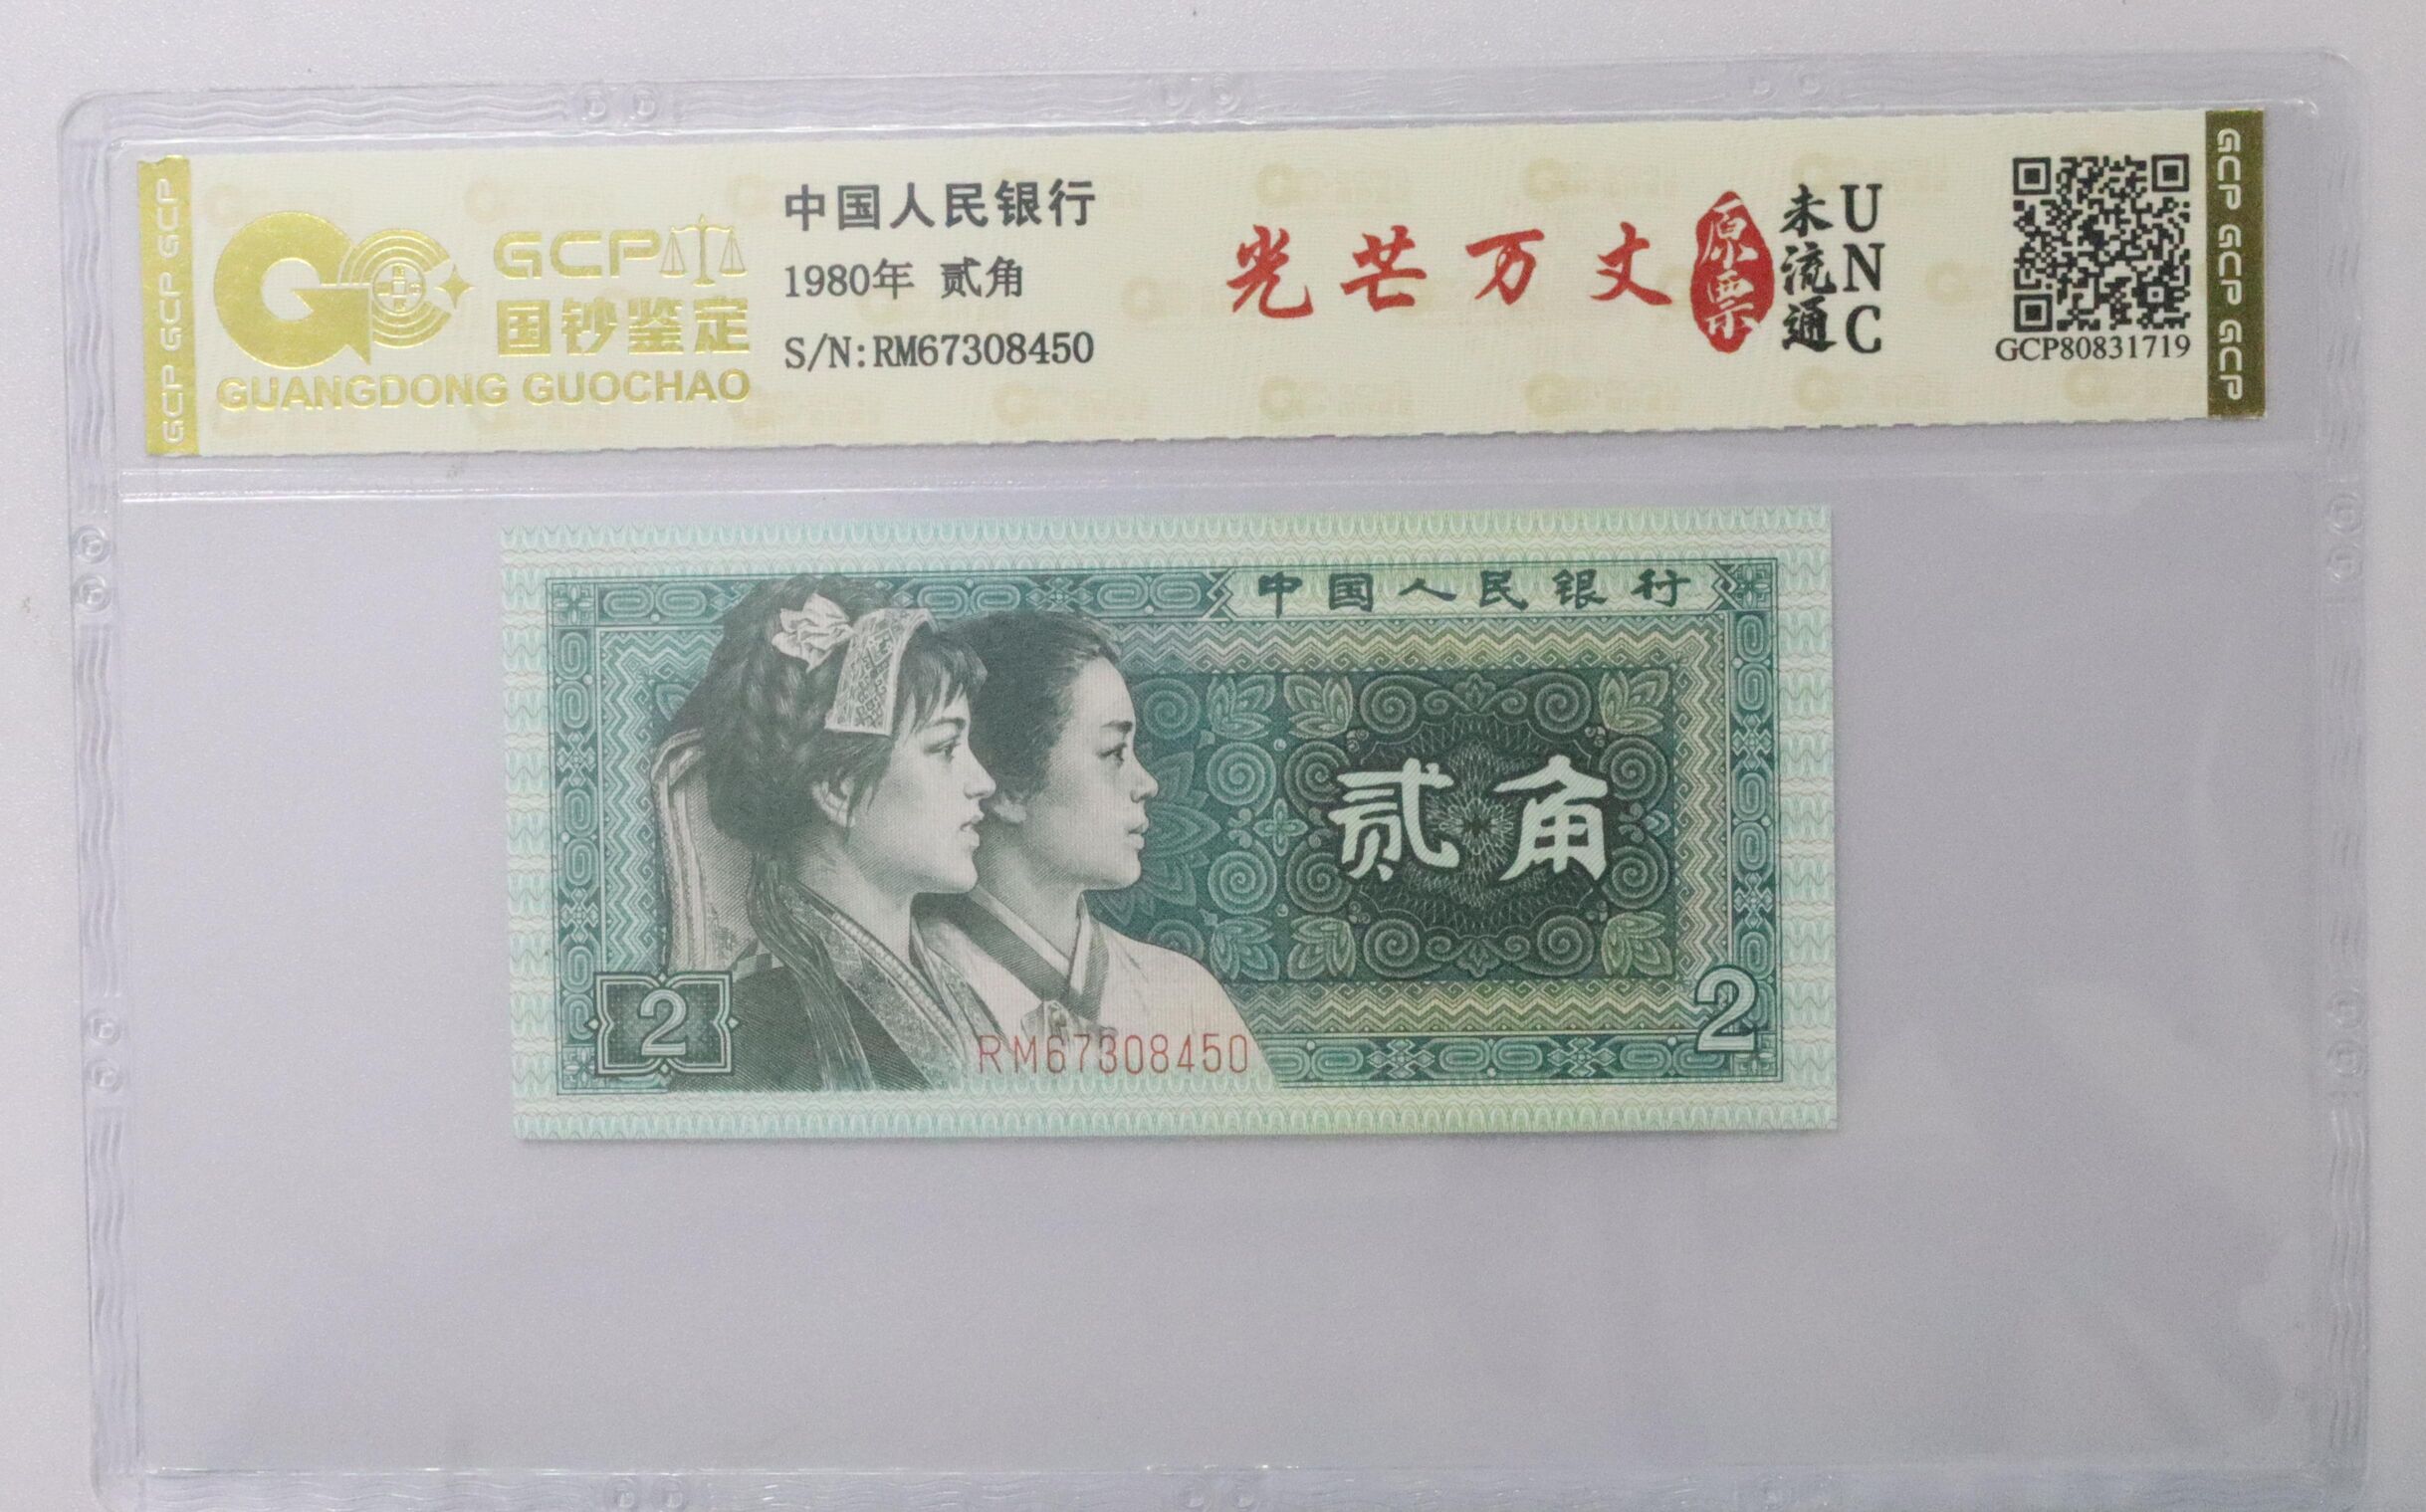 GCP GCP GCP
GCP
国钞鉴定
GUANGDONG GUOCHAO
中国人民银行
1980年 贰角
S/N:RM67308450
光芒万丈
原票
未流通
UNC
GCP80831719
GCP GCP GCP
中国人民银行
贰角
2
RM67308450
2